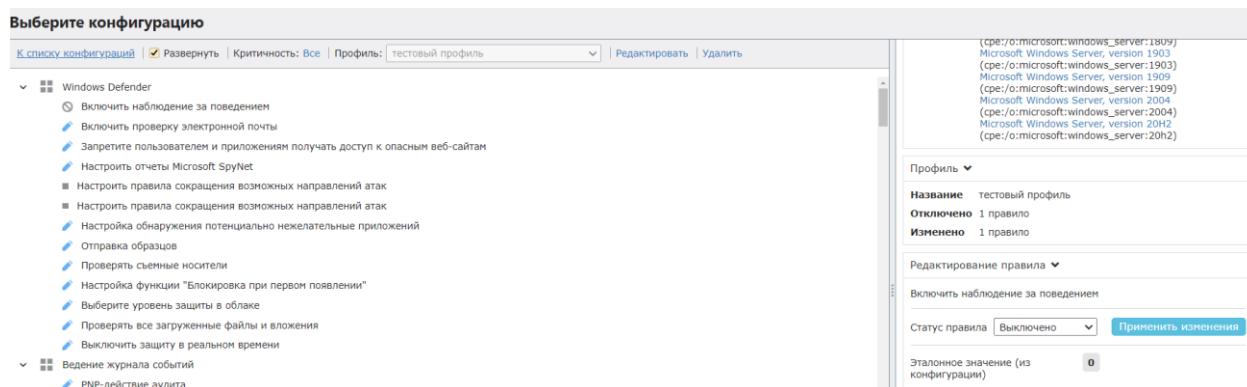 Выберите конфигурацию
К списку конфигураций Развернуть Критичность: Все Профиль: тестовый профиль Редактировать Удалить
Windows Defender
Включить наблюдение за поведением
Включить проверку электронной почты
Запретите пользователем и приложениям получать доступ к опасным веб-сайтам
Настроить отчеты Microsoft SpyNet
Настроить правила сокращения возможных направлений атак
Настроить правила сокращения возможных направлений атак
Настройка обнаружения потенциально нежелательные приложений
Отправка образцов
Проверять съемные носители
Настройка функции "Блокировка при первом появлении"
Выберите уровень защиты в облаке
Проверять все загруженные файлы и вложения
Выключить защиту в реальном времени
Ведение журнала событий
PNP-действие аудита
(cpe:/o:microsoft:windows_server:1809)
Microsoft Windows Server, version 1903
(cpe:/o:microsoft:windows_server:1903)
Microsoft Windows Server, version 1909
(cpe:/o:microsoft:windows_server:1909)
Microsoft Windows Server, version 2004
(cpe:/o:microsoft:windows_server:2004)
Microsoft Windows Server, version 20H2
(cpe:/o:microsoft:windows_server:20h2)
Профиль
Название тестовый профиль
Отключено 1 правило
Изменено 1 правило
Редактирование правила
Включить наблюдение за поведением
Статус правила Выключено Применить изменения
Эталонное значение (из 0
конфигурации)